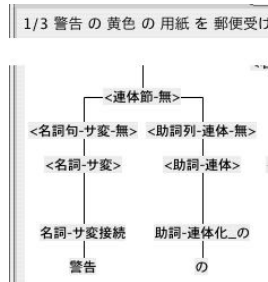 1/3 警告 の 黄色 の 用紙 を 郵便受け
<連体節-無>
<名詞句-サ変-無> <助詞列-連体-無>
<名詞-サ変> <助詞-連体>
名詞-サ変接続 助詞-連体化_の
警告 の